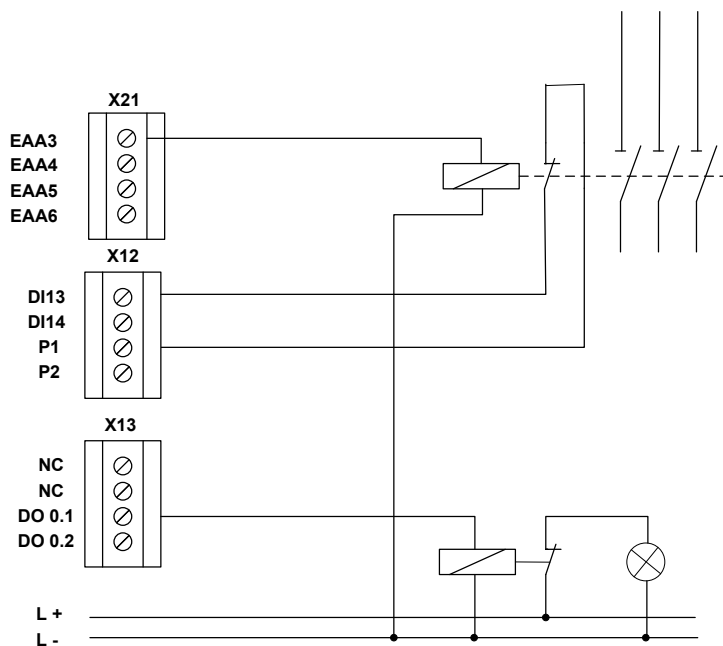 X21
EAA3
EAA4
EAA5
EAA6
X12
DI13
DI14
P1
P2
X13
NC
NC
DO 0.1
DO 0.2
L +
L -